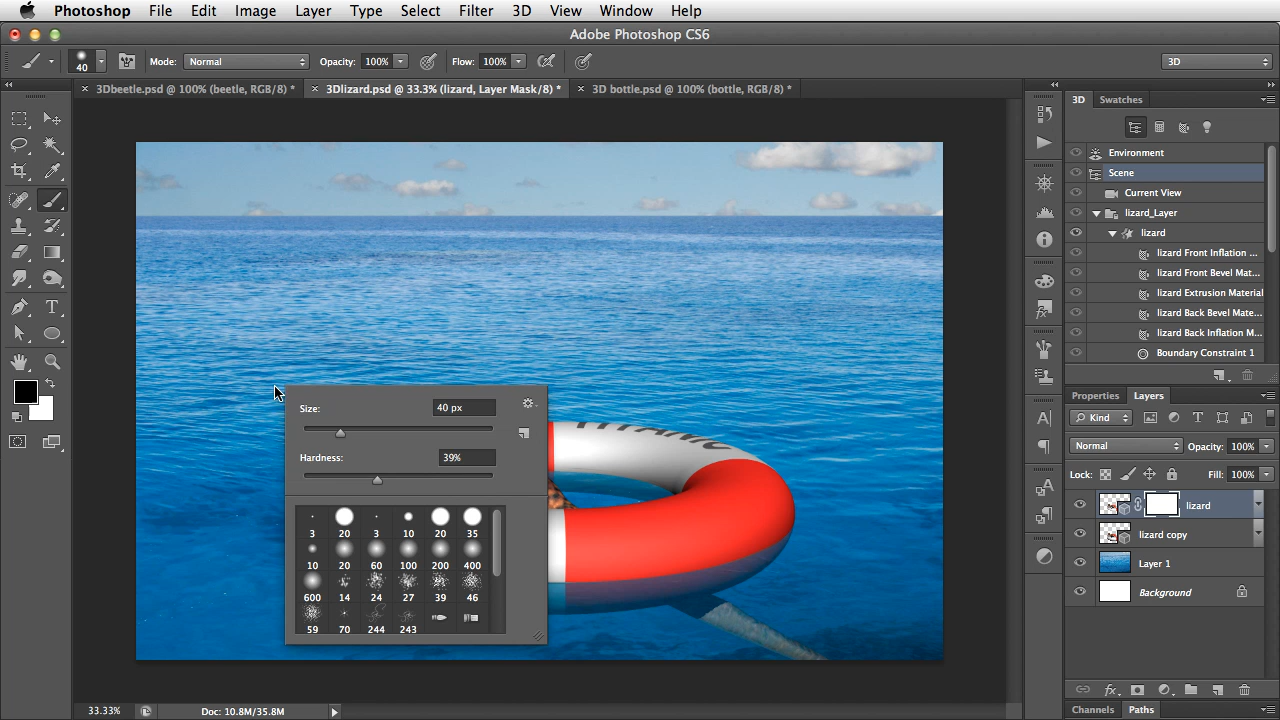 Photoshop File Edit Image Layer Type Select Filter 3D View Window Help
Adobe Photoshop CS6
40 Mode: Normal Opacity: 100% Flow: 100% 3D
3Dbeetle.psd @ 100% (beetle, RGB/8) * 3Dlizard.psd @ 33.3% (lizard, Layer Mask/8) * 3D bottle.psd @ 100% (bottle, RGB/8) *
3D Swatches
Environment
Scene
Current View
lizard_Layer
lizard
lizard Front Inflation ...
lizard Front Bevel Mat...
lizard Extrusion Material
lizard Back Bevel Mate...
lizard Back Inflation M...
Boundary Constraint 1
Properties Layers
Kind
Normal Opacity: 100%
Lock: Fill: 100%
lizard
lizard copy
Layer 1
Background
Channels Paths
TITANIC
Size: 40 px
Hardness: 39%
3 20 3 10 20 35
10 20 60 100 200 400
600 14 24 27 39 46
59 70 244 243
33.33% Doc: 10.8M/35.8M